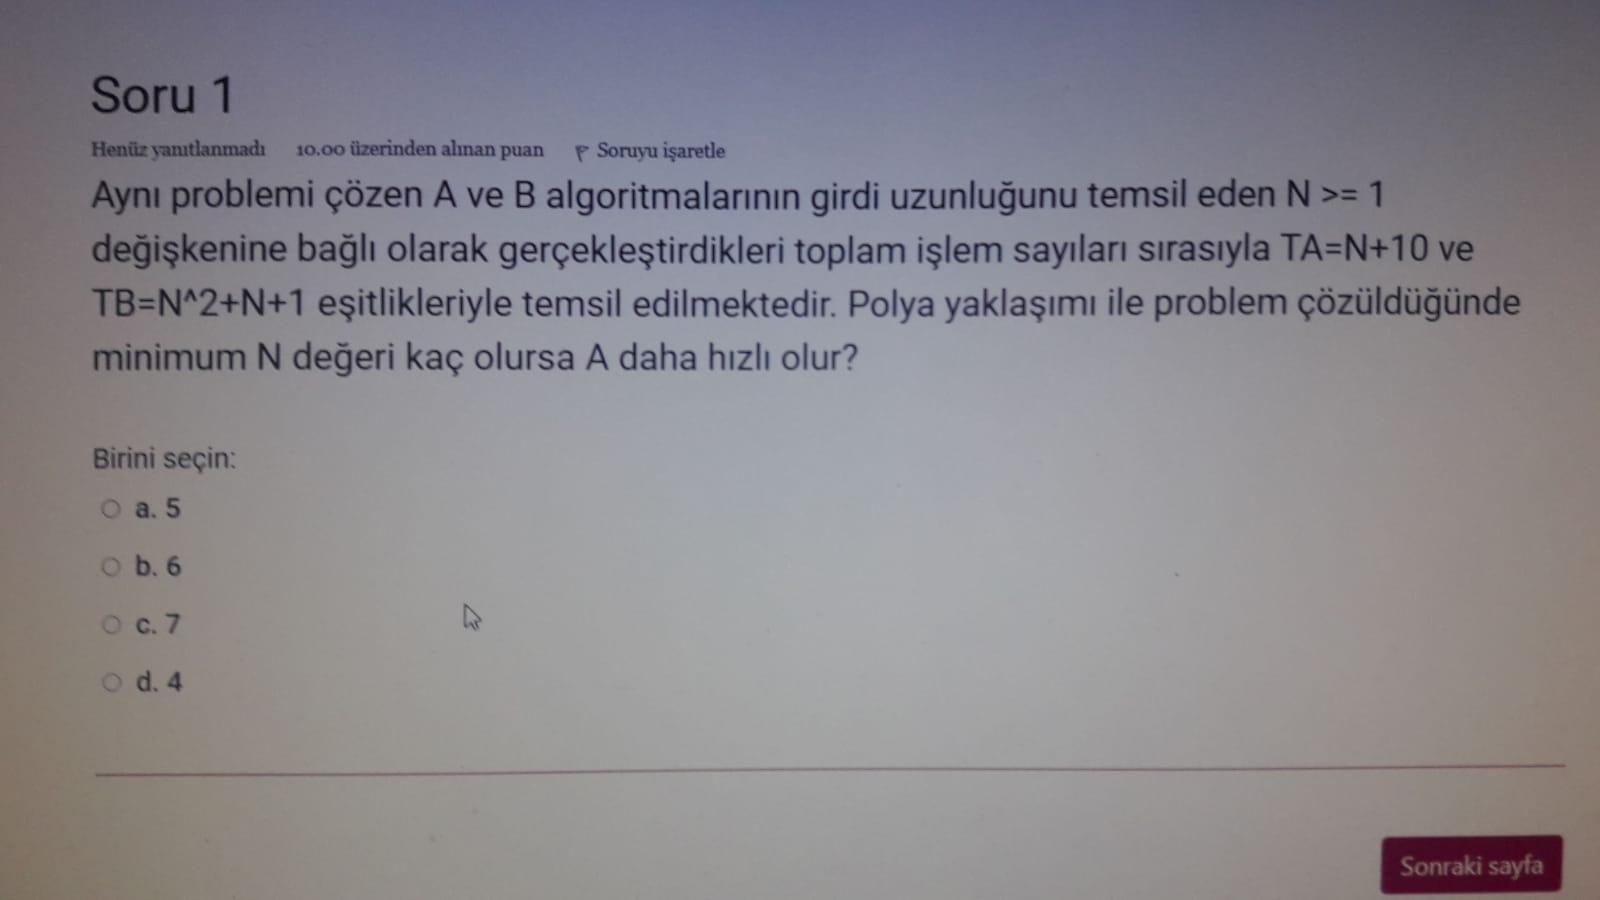 Soru 1
Henüz yanıtlanmadı 10.00 üzerinden alınan puan Soruyu işaretle
Aynı problemi çözen A ve B algoritmalarının girdi uzunluğunu temsil eden N >= 1
değişkenine bağlı olarak gerçekleştirdikleri toplam işlem sayıları sırasıyla TA=N+10 ve
TB=N^2+N+1 eşitlikleriyle temsil edilmektedir. Polya yaklaşımı ile problem çözüldüğünde
minimum N değeri kaç olursa A daha hızlı olur?
Birini seçin:
a. 5
b. 6
c. 7
d. 4
Sonraki sayfa